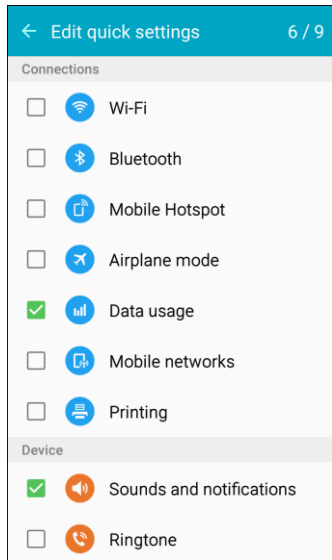 Edit quick settings 6 / 9
Connections
Wi-Fi
Bluetooth
Mobile Hotspot
Airplane mode
Data usage
Mobile networks
Printing
Device
Sounds and notifications
Ringtone